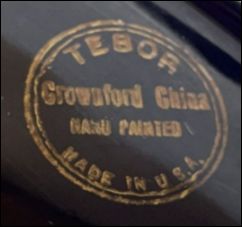 TEBOR
Crownford China
HAND PAINTED
MADE IN U.S.A.